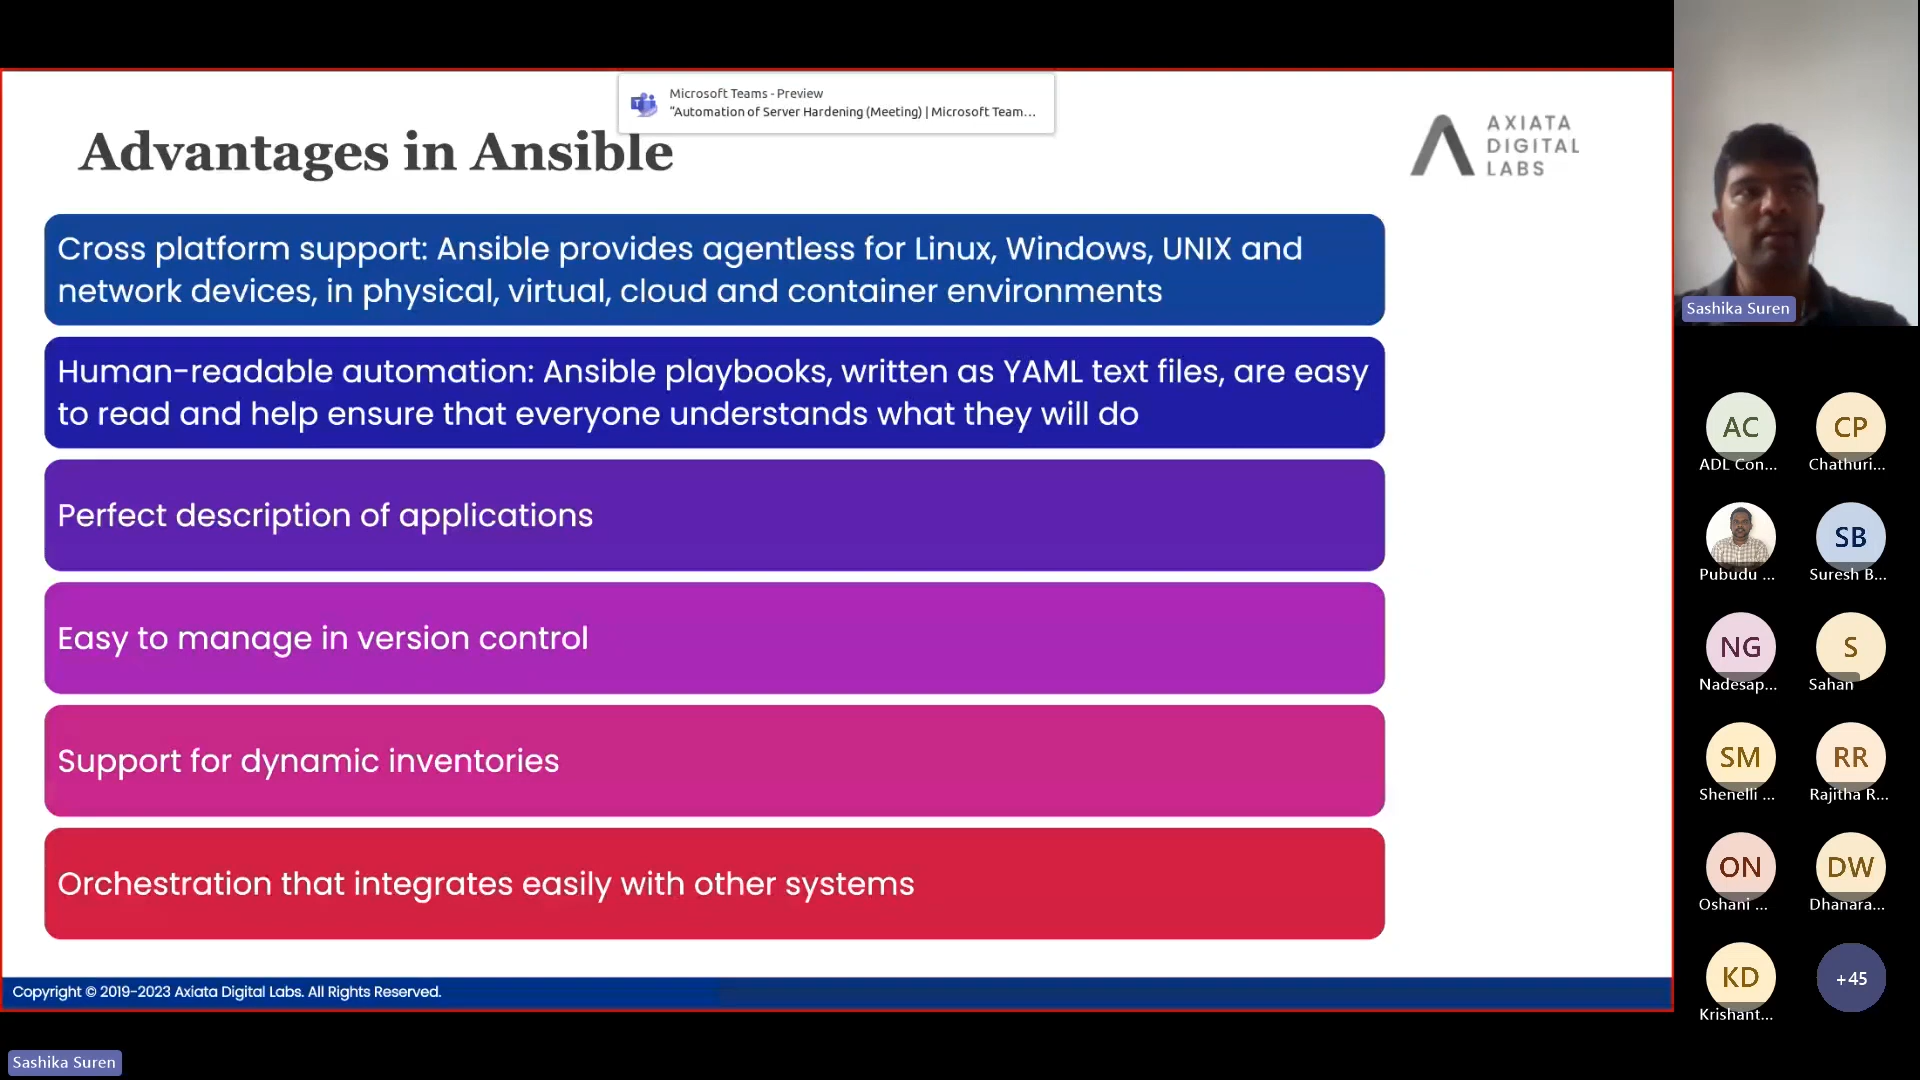 Microsoft Teams - Preview
"Automation of Server Hardening (Meeting) | Microsoft Team...
Advantages in Ansible
AXIATA
DIGITAL
LABS
Cross platform support: Ansible provides agentless for Linux, Windows, UNIX and
network devices, in physical, virtual, cloud and container environments
Human-readable automation: Ansible playbooks, written as YAML text files, are easy
to read and help ensure that everyone understands what they will do
Perfect description of applications
Easy to manage in version control
Support for dynamic inventories
Orchestration that integrates easily with other systems
Copyright © 2019-2023 Axiata Digital Labs. All Rights Reserved.
Sashika Suren
Sashika Suren
AC
ADL Con...
CP
Chathuri...
Pubudu ...
SB
Suresh B...
NG
Nadesap...
S
Sahan
SM
Shenelli ...
RR
Rajitha R...
ON
Oshani ...
DW
Dhanara...
KD
Krishant...
+45